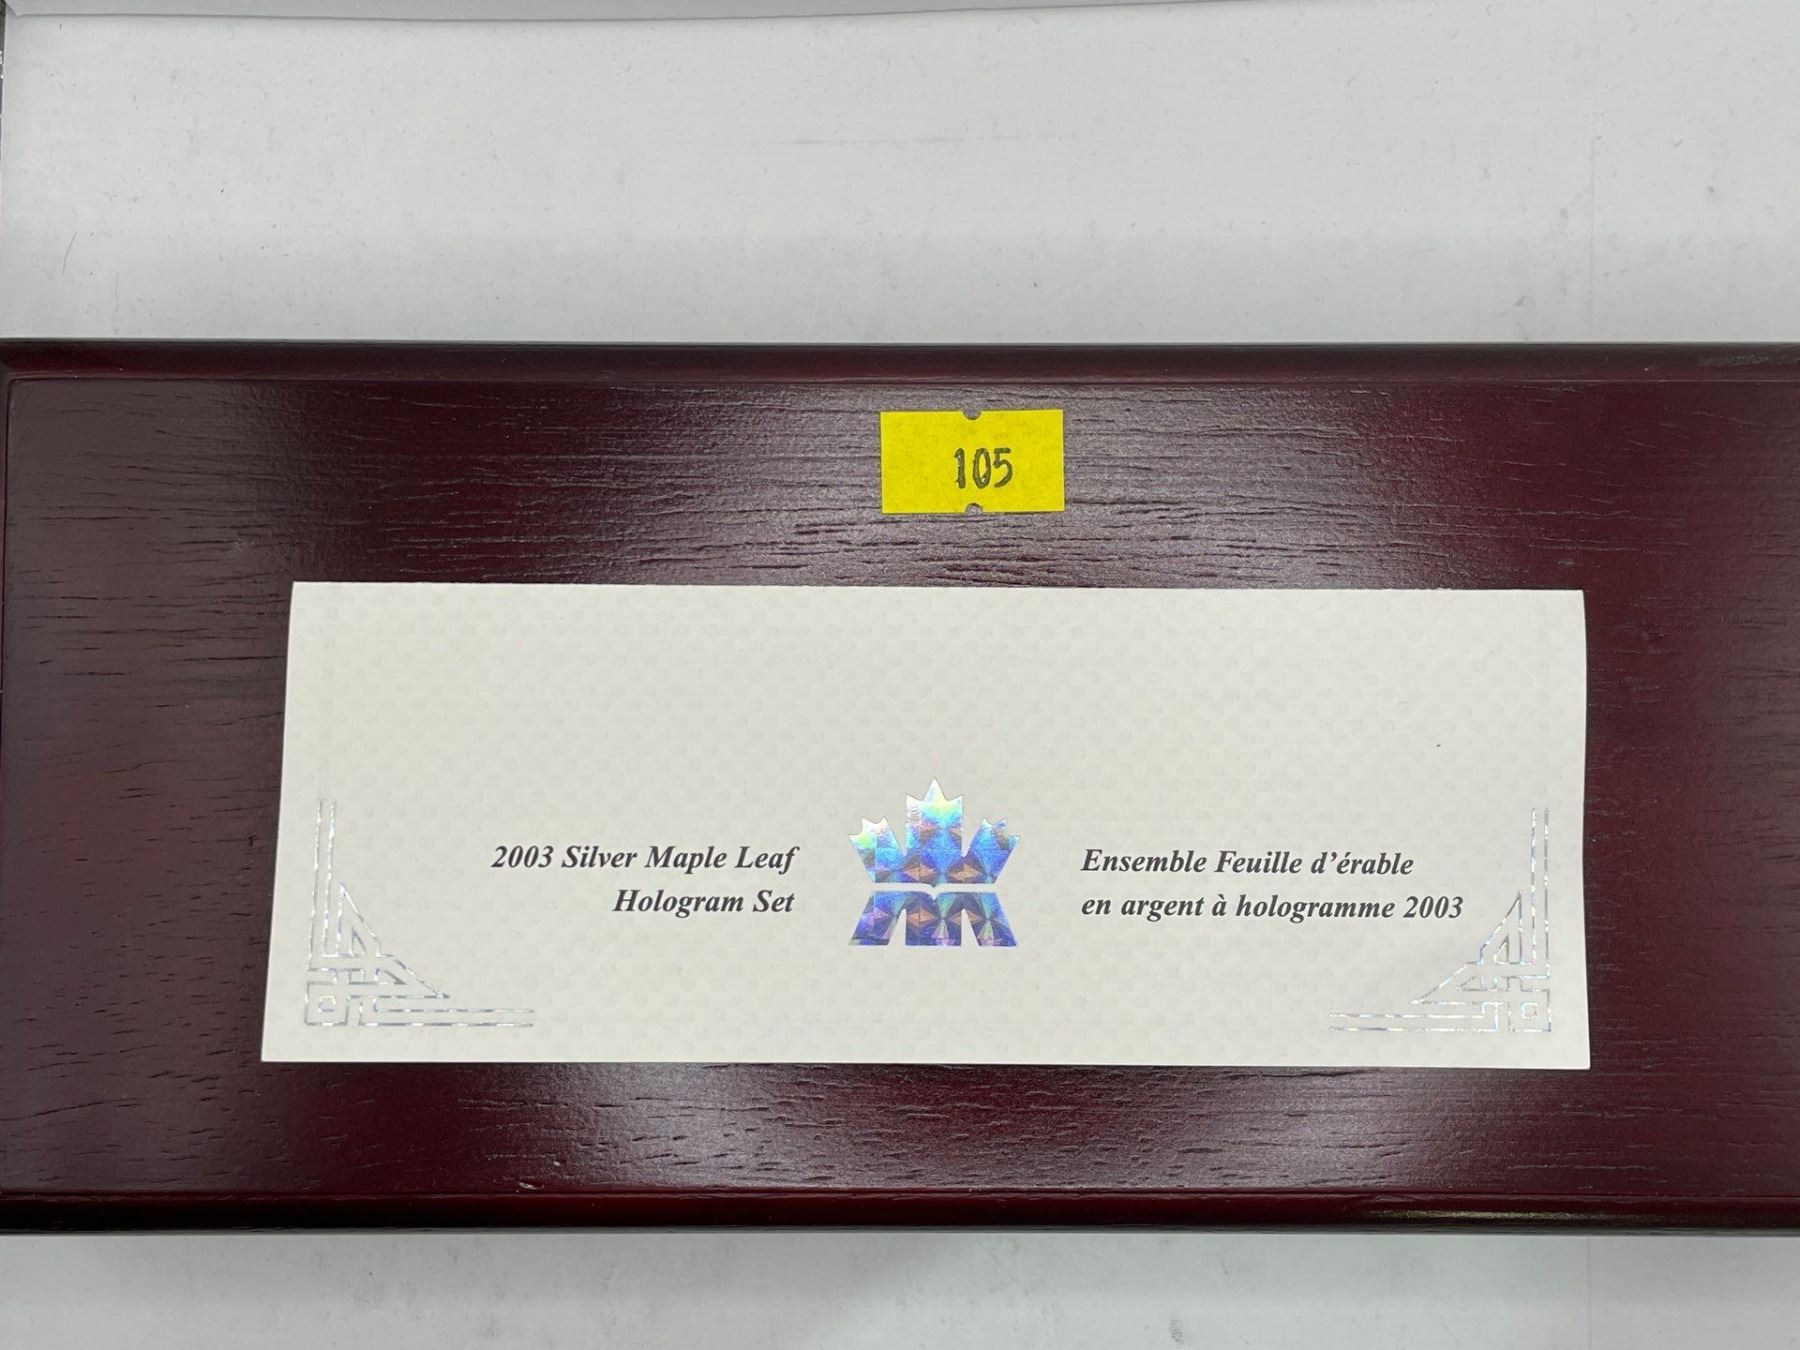 105
2003 Silver Maple Leaf
Hologram Set
Ensemble Feuille d'érable
en argent à hologramme 2003